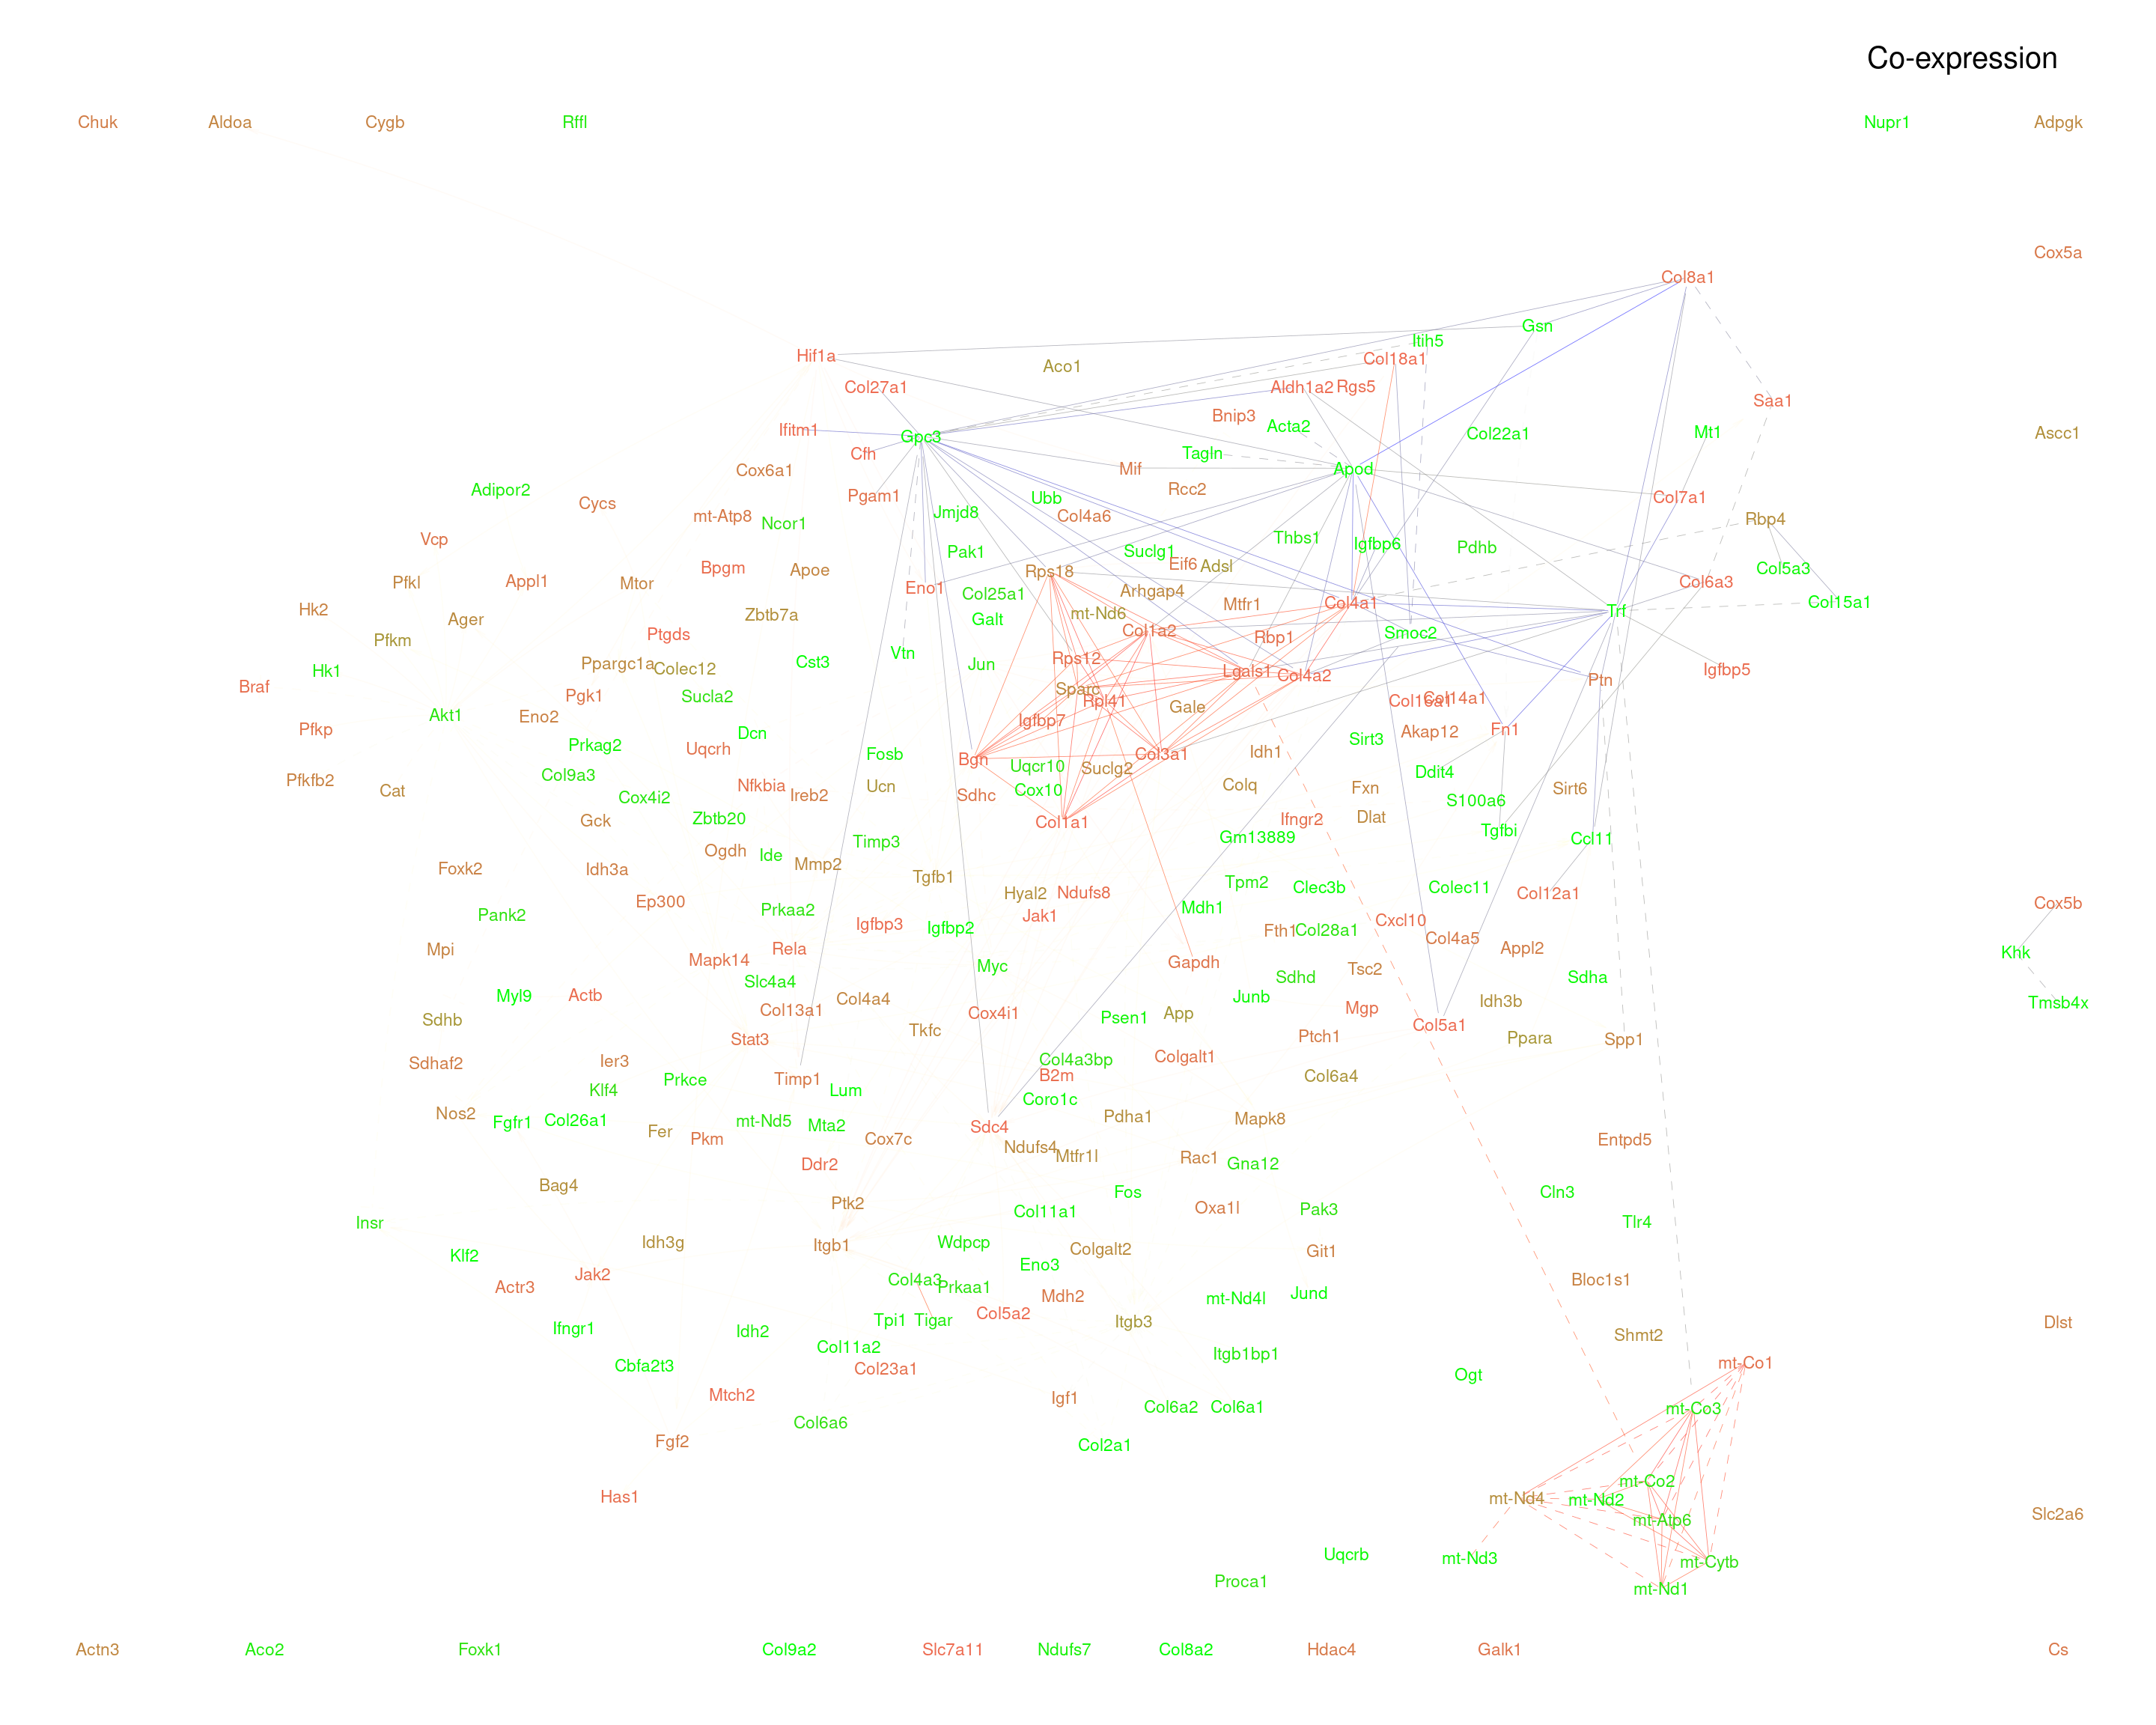 Co-expression
Chuk Aldoa Cygb Rffl Nupr1 Adpgk
Cox5a
Col8a1
Gsn
Itih5
Hif1a Col18a1
Aco1
Col27a1 Aldh1a2 Rgs5
Saa1
Bnip3
Acta2
Ifitm1 Gpc3 Col22a1 Mt1 Ascc1
Cfh Tagln
Cox6a1 Mif Apod
Adipor2 Pgam1 Rcc2 Col7a1
Cycs Ubb
mt-Atp8 Ncor1 Jmjd8 Col4a6 Rbp4
Vcp Thbs1 Igfbp6
Pak1 Suclg1 Pdhb
Bpgm Apoe Rps18 Eif6 Adsl Col5a3
Pfkl Appl1 Mtor Eno1 Col25a1 Arhgap4 Col6a3
Hk2 Zbtb7a mt-Nd6 Mtfr1 Col4a1 Trf Col15a1
Ager Galt
Pfkm Ptgds Col1a2 Rbp1 Smoc2
Hk1 Ppargc1a Colec12 Cst3 Vtn Jun Rps12 Lgals1 Col4a2 Igfbp5
Braf Pgk1 Sucla2 Sparc Rpl41 Ptn
Akt1 Eno2 Igfbp7 Gale Col16a1 Col14a1
Pfkp Dcn Akap12 Fn1
Prkag2 Uqcrh Fosb Bgn Col3a1 Idh1 Sirt3
Pfkfb2 Cat Col9a3 Uqcr10 Suclg2 Ddit4
Cox4i2 Nfkbia Ireb2 Ucn Sdhc Cox10 Colq Fxn S100a6 Sirt6
Gck Zbtb20 Col1a1 Ifngr2 Dlat Tgfbi
Timp3 Gm13889 Ccl11
Foxk2 Idh3a Ogdh Ide Mmp2 Tgfb1
Ep300 Hyal2 Ndufs8 Tpm2 Clec3b Colec11 Col12a1 Cox5b
Pank2 Prkaa2 Igfbp3 Igfbp2 Jak1 Mdh1 Fth1 Col28a1 Cxcl10
Mpi Mapk14 Rela Myc Gapdh Col4a5 Appl2 Khk
Myl9 Actb Slc4a4 Col4a4 Sdhd Tsc2 Sdha
Sdhb Col13a1 Cox4i1 Psen1 App Junb Mgp Idh3b Tmsb4x
Stat3 Tkfc Ptch1 Col5a1 Ppara Spp1
Sdhaf2 Ier3 Timp1 Col4a3bp Colgalt1
Klf4 Prkce Lum B2m Col6a4
Nos2 Fgfr1 Col26a1 mt-Nd5 Mta2 Coro1c Pdha1 Mapk8
Fer Pkm Cox7c Sdc4 Ndufs4 Entpd5
Ddr2 Mtfr1l Rac1 Gna12
Bag4 Ptk2 Fos Cln3
Insr Col11a1 Oxa1l Pak3 Tlr4
Klf2 Idh3g Itgb1 Wdpcp Colgalt2 Git1
Actr3 Jak2 Col4a3 Prkaa1 Eno3 Bloc1s1
Ifngr1 Idh2 Tpi1 Tigar Col5a2 Mdh2 Itgb3 mt-Nd4l Jund Dlst
Cbfa2t3 Col11a2 Col23a1 Itgb1bp1 Shmt2
Mtch2 Igf1 Ogt mt-Co1
Col6a6 Col6a2 Col6a1 mt-Co3
Fgf2 Col2a1
Has1 mt-Nd4 mt-Nd2 mt-Co2
mt-Atp6 Slc2a6
Uqcrb mt-Nd3 mt-Cytb
Proca1 mt-Nd1
Actn3 Aco2 Foxk1 Col9a2 Slc7a11 Ndufs7 Col8a2 Hdac4 Galk1 Cs